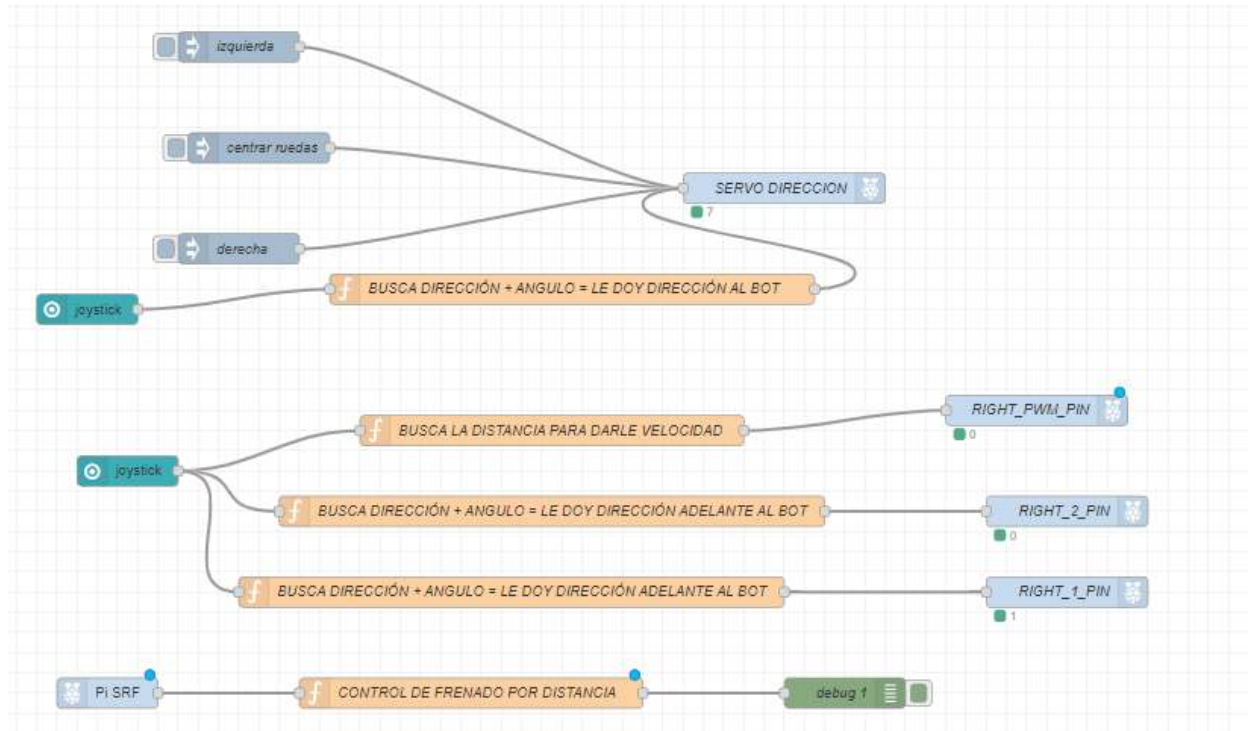 izquierda
centrar ruedas
SERVO DIRECCION
7
derecha
BUSCA DIRECCIÓN + ANGULO = LE DOY DIRECCIÓN AL BOT
joystick
RIGHT_PWM_PIN
0
BUSCA LA DISTANCIA PARA DARLE VELOCIDAD
joystick
BUSCA DIRECCIÓN + ANGULO = LE DOY DIRECCIÓN ADELANTE AL BOT
RIGHT_2_PIN
0
BUSCA DIRECCIÓN + ANGULO = LE DOY DIRECCIÓN ADELANTE AL BOT
RIGHT_1_PIN
1
Pi SRF
CONTROL DE FRENADO POR DISTANCIA
debug 1